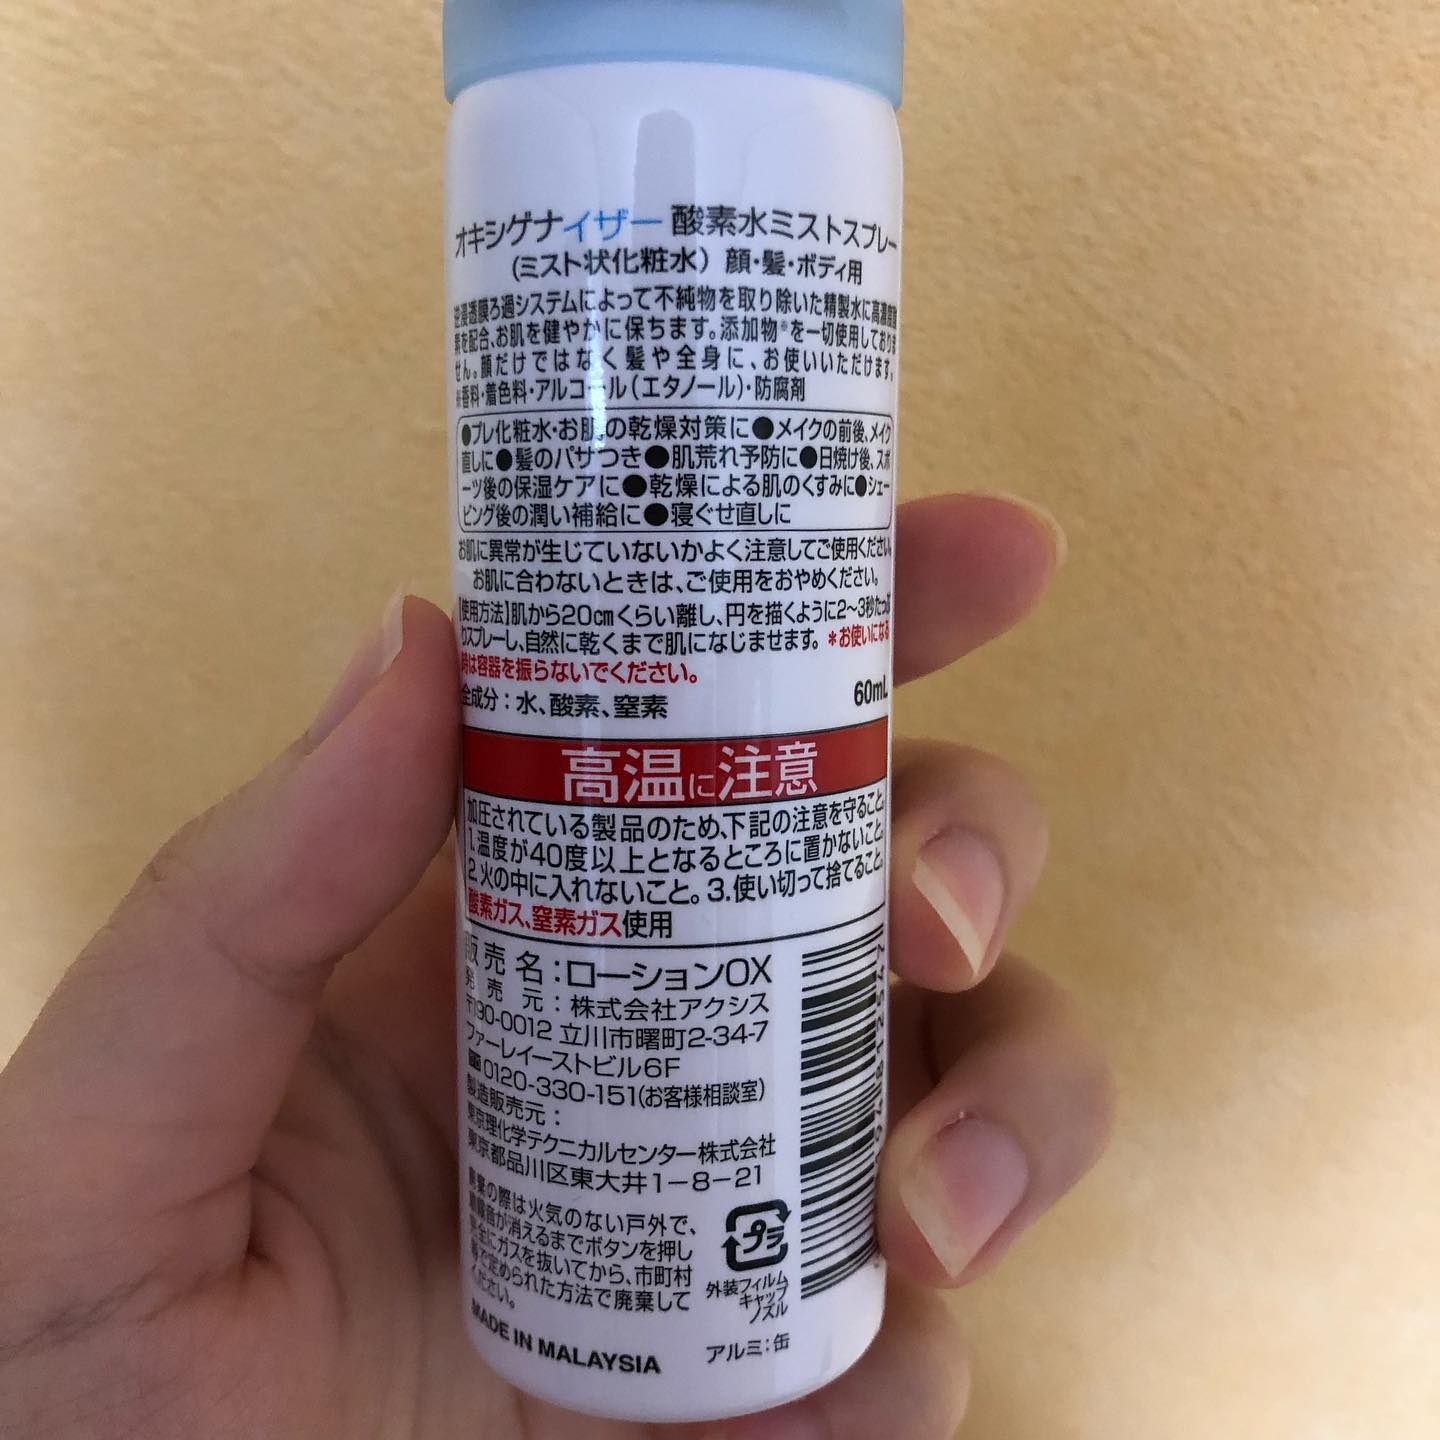 オキシゲナイザー 酸素水ミストスプレー
(ミスト状化粧水) 顔・髪・ボディ用
逆浸透膜ろ過システムによって不純物を取り除いた精製水に高濃度酸
素を配合、お肌を健やかに保ちます。添加物※を一切使用しておりま
せん。顔だけではなく髪や全身に、お使いいただけます。
※香料・着色料・アルコール(エタノール)・防腐剤
●プレ化粧水・お肌の乾燥対策に●メイクの前後、メイク
直しに●髪のパサつき●肌荒れ予防に●日焼け後、スポ
ーツ後の保湿ケアに●乾燥による肌のくすみに●シェー
ビング後の潤い補給に●寝ぐせ直しに
お肌に異常が生じていないかよく注意してご使用ください。
お肌に合わないときは、ご使用をおやめください。
【使用方法】肌から20cmくらい離し、円を描くように2~3秒たっぷ
りスプレーし、自然に乾くまで肌になじませます。*お使いになる
時は容器を振らないでください。
全成分:水、酸素、窒素
60mL
高温に注意
加圧されている製品のため、下記の注意を守ること。
1.温度が40度以上となるところに置かないこと。
2.火の中に入れないこと。3.使い切って捨てること。
酸素ガス、窒素ガス使用
販売名:ローションOX
発売元:株式会社アクシス
〒190-0012 立川市曙町2-34-7
ファーレイーストビル6F
☎0120-330-151(お客様相談室)
製造販売元:
東京理化学テクニカルセンター株式会社
東京都品川区東大井1-8-21
廃棄の際は火気のない戸外で、
噴霧音が消えるまでボタンを押し
完全にガスを抜いてから、市町村
等で定められた方法で廃棄して
ください。
MADE IN MALAYSIA
プラ
外装フィルム
キャップ
ノズル
アルミ:缶